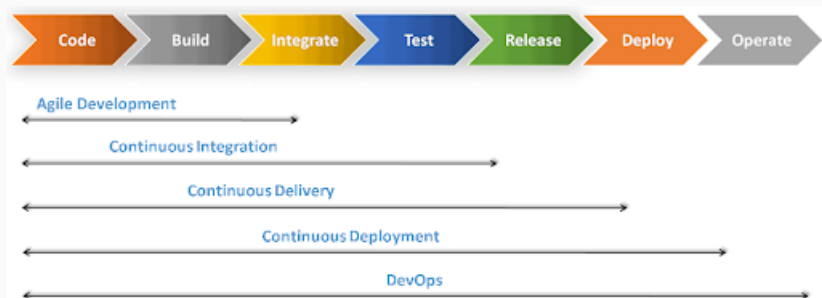 Code Build Integrate Test Release Deploy Operate
Agile Development
Continuous Integration
Continuous Delivery
Continuous Deployment
DevOps